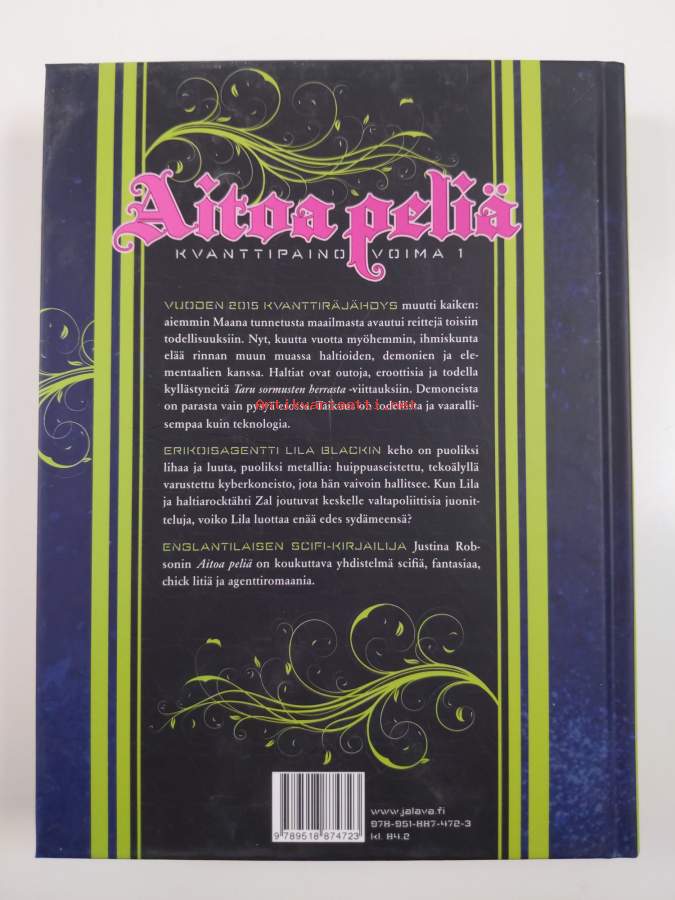 Aitoa peliä
KVANTTIPAINOVOIMA 1
VUODEN 2015 KVANTTIRÄJÄHDYS muutti kaiken:
aiemmin Maana tunnetusta maailmasta avautui reittejä toisiin
todellisuuksiin. Nyt, kuutta vuotta myöhemmin, ihmiskunta
elää rinnan muun muassa haltioiden, demonien ja ele-
mentaalien kanssa. Haltiat ovat outoja, eroottisia ja todella
kyllästyneitä Taru sormusten herrasta -viittauksiin. Demoneista
on parasta vain pysyä erossa. Taikuus on todellista ja vaaralli-
sempaa kuin teknologia.
Antikvariaatti.net
ERIKOISAGENTTI LILA BLACKIN keho on puoliksi
lihaa ja luuta, puoliksi metallia: huippuaseistettu, tekoälyllä
varustettu kyberkoneisto, jota hän vaivoin hallitsee. Kun Lila
ja haltiarocktähti Zal joutuvat keskelle valtapoliittisia juonit-
teluja, voiko Lila luottaa enää edes sydämeensä?
ENGLANTILAISEN SCIFI-KIRJAILIJA Justina Rob-
sonin Aitoa peliä on koukuttava yhdistelmä scifiä, fantasiaa,
chick litiä ja agenttiromaania.
www.jalava.fi
978-951-887-472-3
kl. 84.2
9 789518 874723